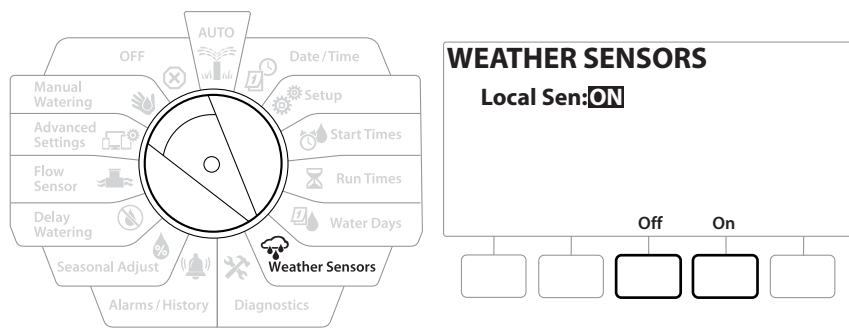 AUTO
OFF
Date/Time
Manual
Watering
Setup
Advanced
Settings
Start Times
Flow
Sensor
Run Times
Delay
Watering
Water Days
Seasonal Adjust
%
Weather Sensors
Alarms/History
Diagnostics
WEATHER SENSORS
Local Sen:ON
Off On